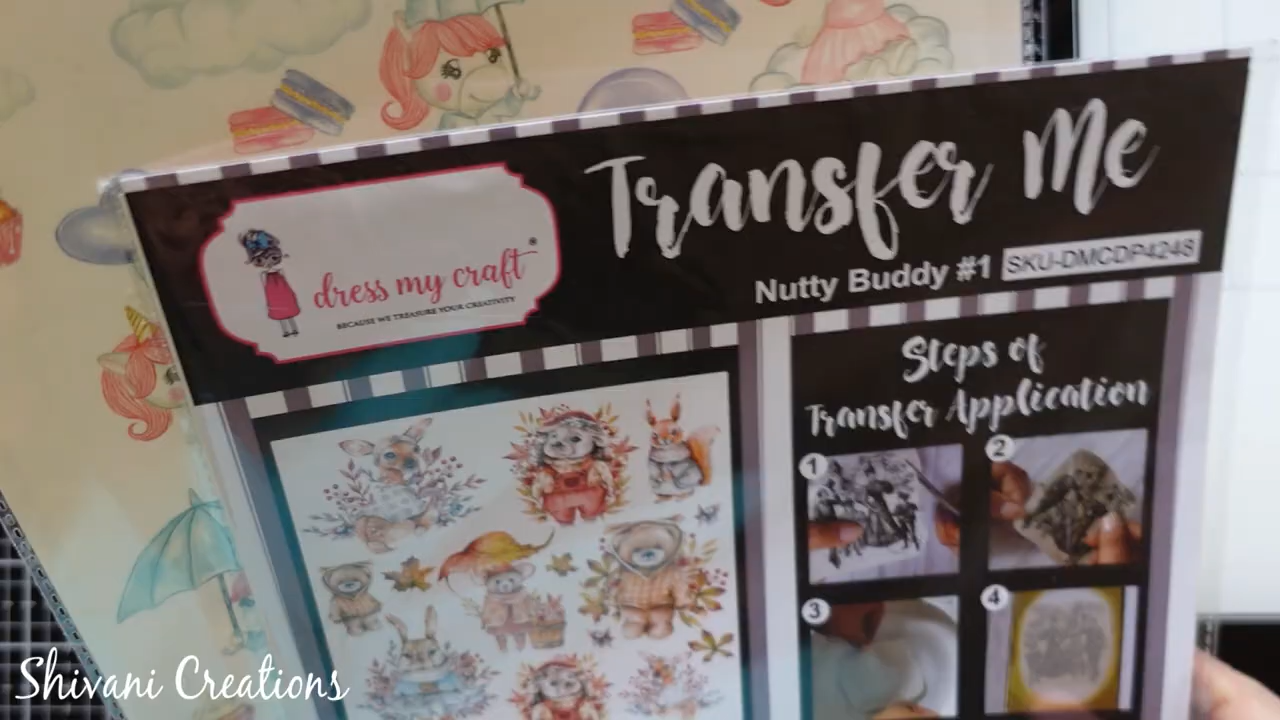 Transfer Me
dress my craft®
BECAUSE WE TREASURE YOUR CREATIVITY
Nutty Buddy #1 SKU-DMCDP4248
Steps of
Transfer Application
1
2
3
4
Shivani Creations